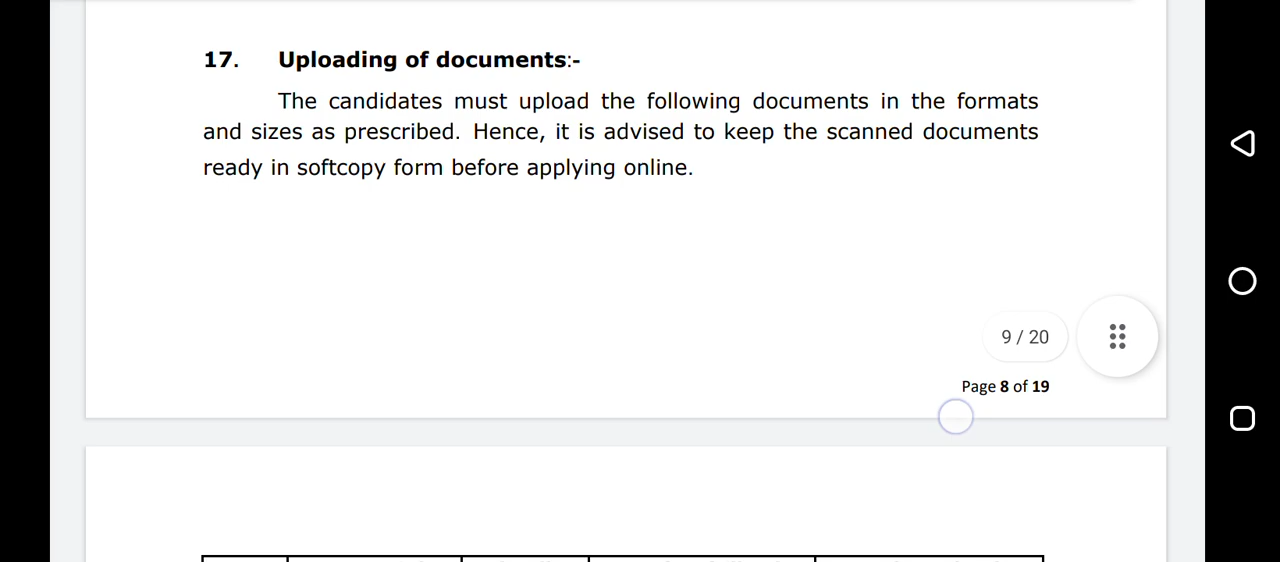 17. Uploading of documents:-
The candidates must upload the following documents in the formats
and sizes as prescribed. Hence, it is advised to keep the scanned documents
ready in softcopy form before applying online.
9 / 20
Page 8 of 19